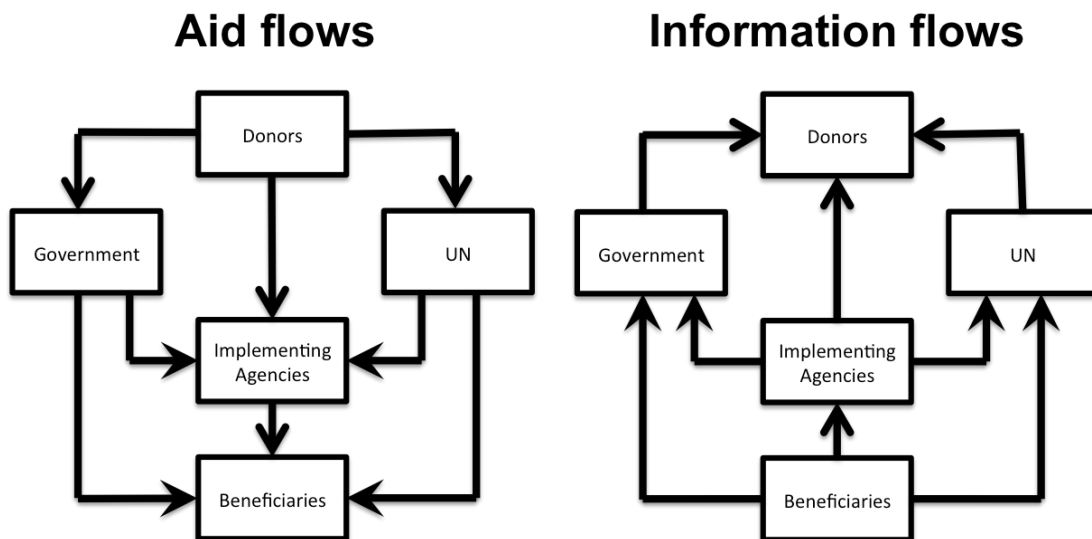 Aid flows
Donors
Government
UN
Implementing
Agencies
Beneficiaries
Information flows
Donors
Government
UN
Implementing
Agencies
Beneficiaries